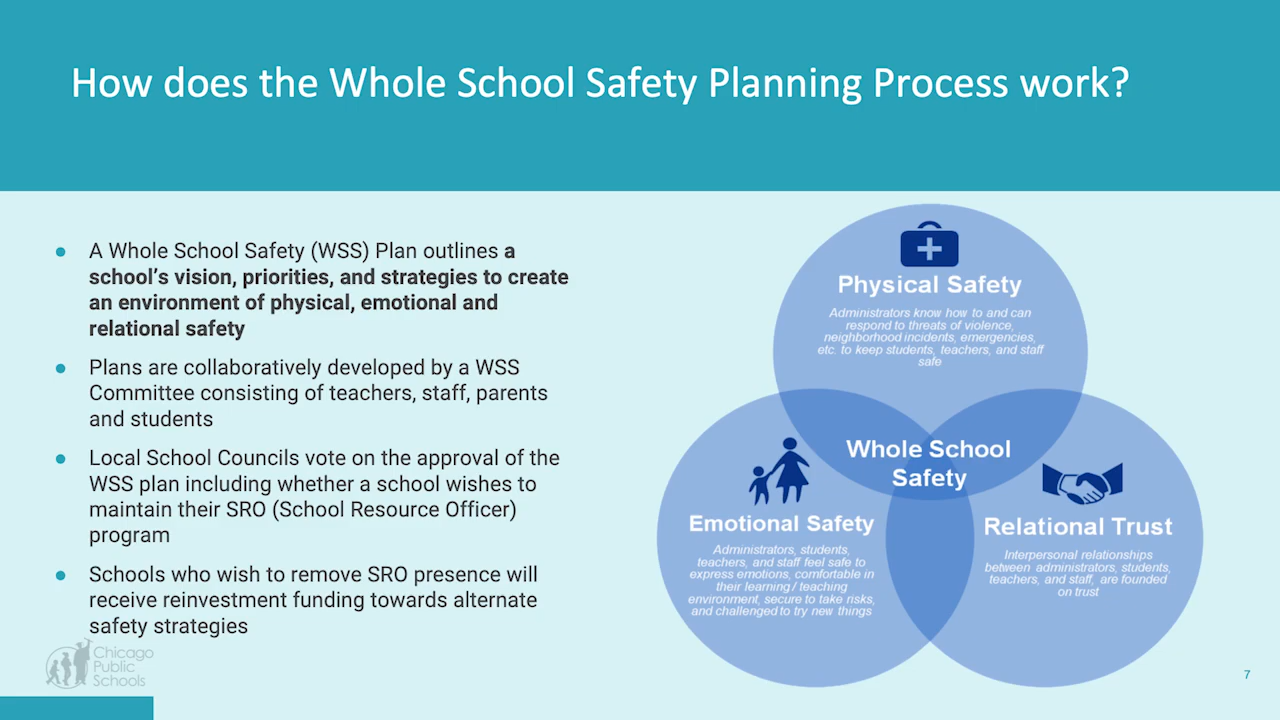 How does the Whole School Safety Planning Process work?
● A Whole School Safety (WSS) Plan outlines a
school’s vision, priorities, and strategies to create
an environment of physical, emotional and
relational safety
● Plans are collaboratively developed by a WSS
Committee consisting of teachers, staff, parents
and students
● Local School Councils vote on the approval of the
WSS plan including whether a school wishes to
maintain their SRO (School Resource Officer)
program
● Schools who wish to remove SRO presence will
receive reinvestment funding towards alternate
safety strategies
Physical Safety
Administrators know how to and can
respond to threats of violence,
neighborhood incidents, emergencies,
etc. to keep students, teachers, and staff
safe
Whole School
Safety
Emotional Safety
Administrators, students,
teachers, and staff feel safe to
express emotions, comfortable in
their learning / teaching
environment, secure to take risks,
and challenged to try new things
Relational Trust
Interpersonal relationships
between administrators, students,
teachers, and staff, are founded
on trust
Chicago
Public
Schools
7